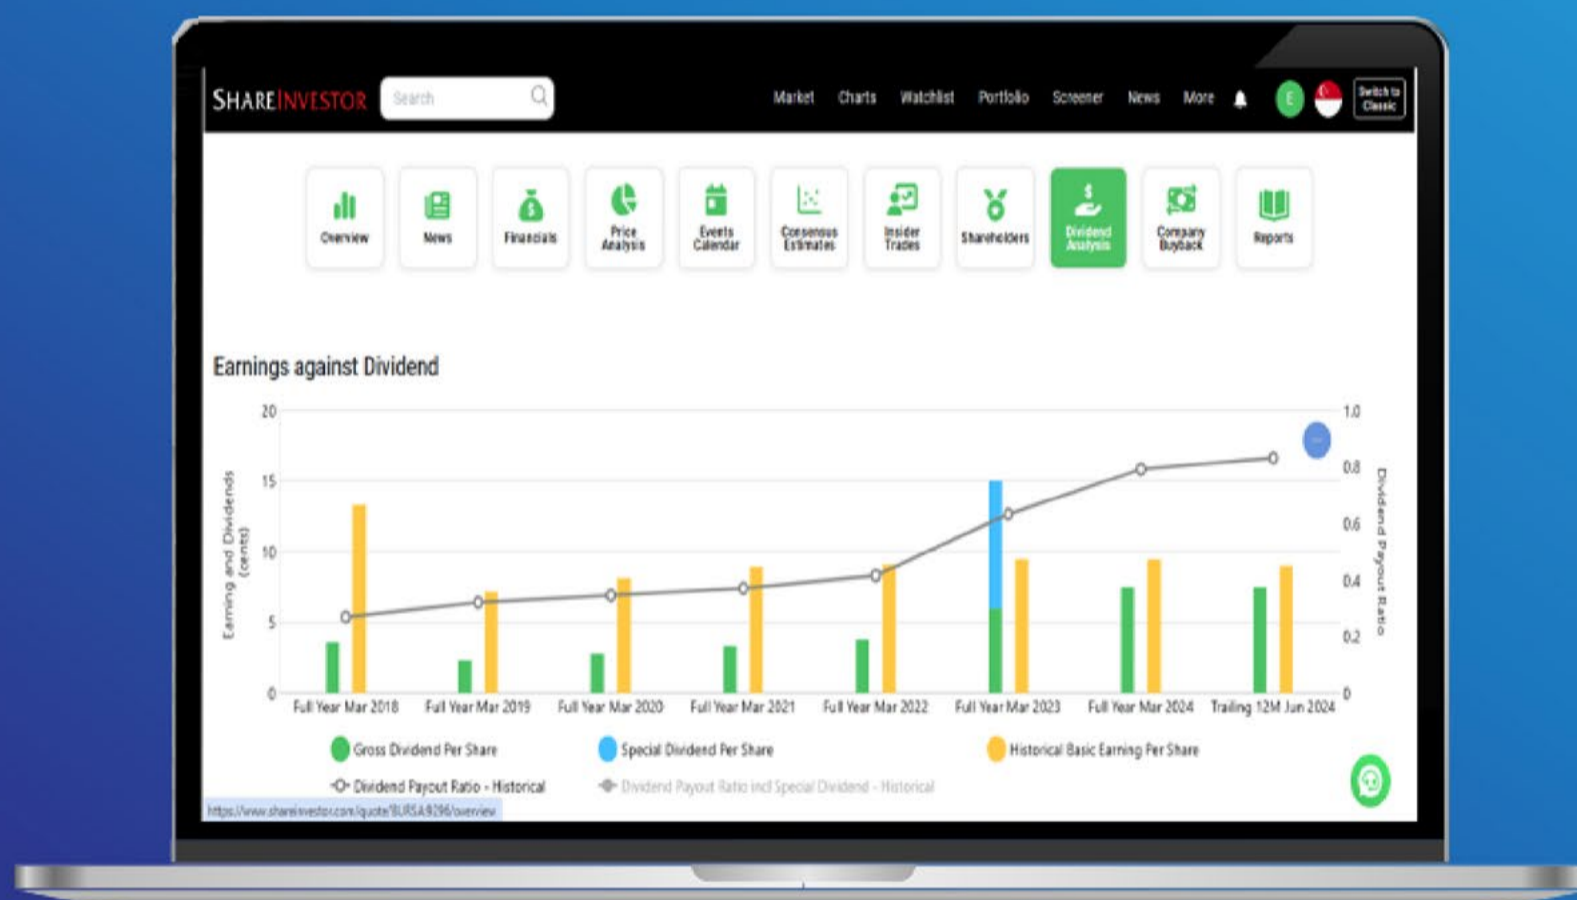 SHAREINVESTOR
Search
Market Charts Watchlist Portfolio Screener News More
E
Switch to
Classic
Overview
News
Financials
Price
Analysis
Events
Calendar
Consensus
Estimates
Insider
Trades
Shareholders
Dividend
Analysis
Company
Buyback
Reports
Earnings against Dividend
20
15
10
5
0
Earning and Dividends
(cents)
1.0
0.8
0.6
0.4
0.2
0
Dividend Payout Ratio
Full Year Mar 2018 Full Year Mar 2019 Full Year Mar 2020 Full Year Mar 2021 Full Year Mar 2022 Full Year Mar 2023 Full Year Mar 2024 Trailing 12M Jun 2024
Gross Dividend Per Share Special Dividend Per Share Historical Basic Earning Per Share
Dividend Payout Ratio - Historical Dividend Payout Ratio incl Special Dividend - Historical
https://www.shareinvestor.com/quote/BURSA:9296/overview